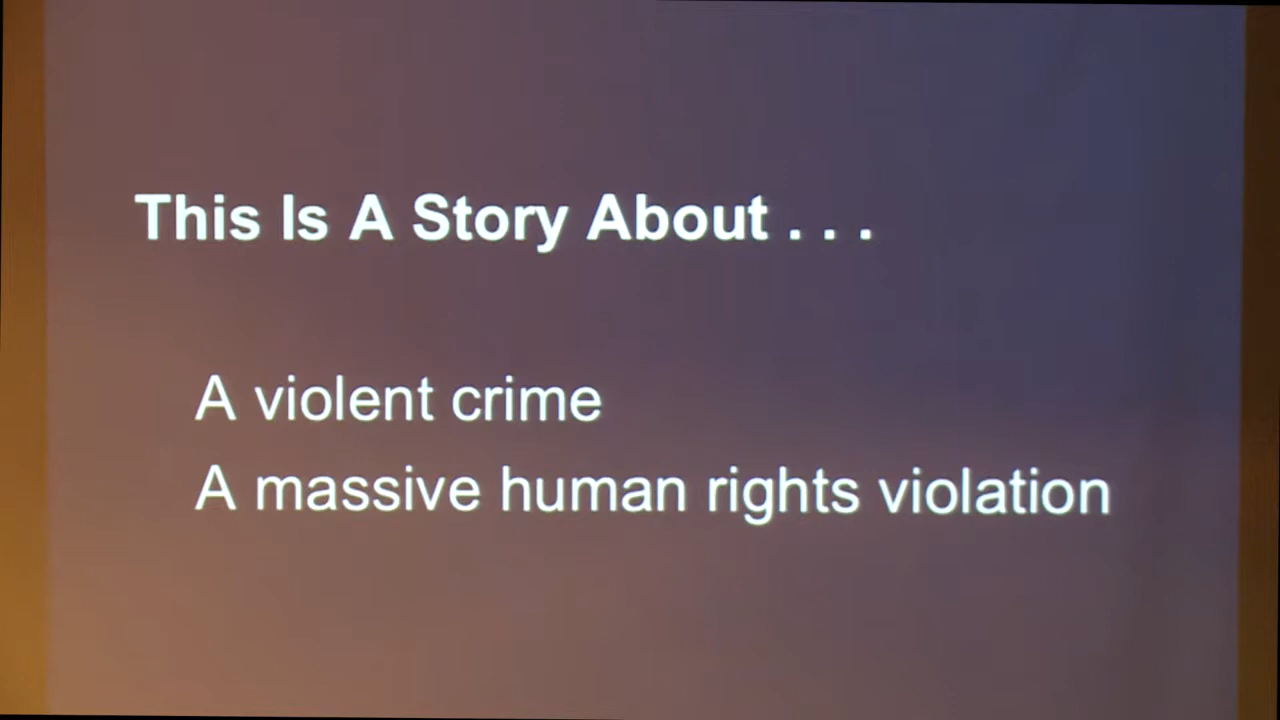 This Is A Story About . . .
A violent crime
A massive human rights violation